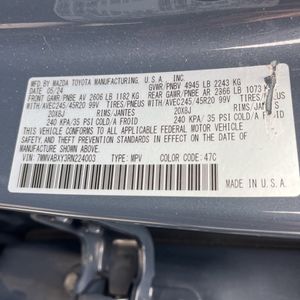 MFD. BY MAZDA TOYOTA MANUFACTURING, U.S.A., INC.
DATE: 05/24 GVWR/PNBV 4945 LB 2243 KG
FRONT GAWR/PNBE AV 2606 LB 1182 KG REAR GAWR/PNBE AR 2366 LB 1073 KG
WITH/AVEC245/45R20 99V TIRES/PNEUS WITH/AVEC245/45R20 99V TIRES/PNEUS
20X8J RIMS/JANTES 20X8J RIMS/JANTES
240 KPA/35 PSI COLD/A FROID 240 KPA/35 PSI COLD/A FROID
THIS VEHICLE CONFORMS TO ALL APPLICABLE FEDERAL MOTOR VEHICLE
SAFETY, BUMPER, AND THEFT PREVENTION STANDARDS IN
EFFECT ON THE DATE OF MANUFACTURE SHOWN ABOVE.
VIN: 7MMVABXY3RN224003 TYPE: MPV COLOR CODE: 47C
MADE IN U.S.A.